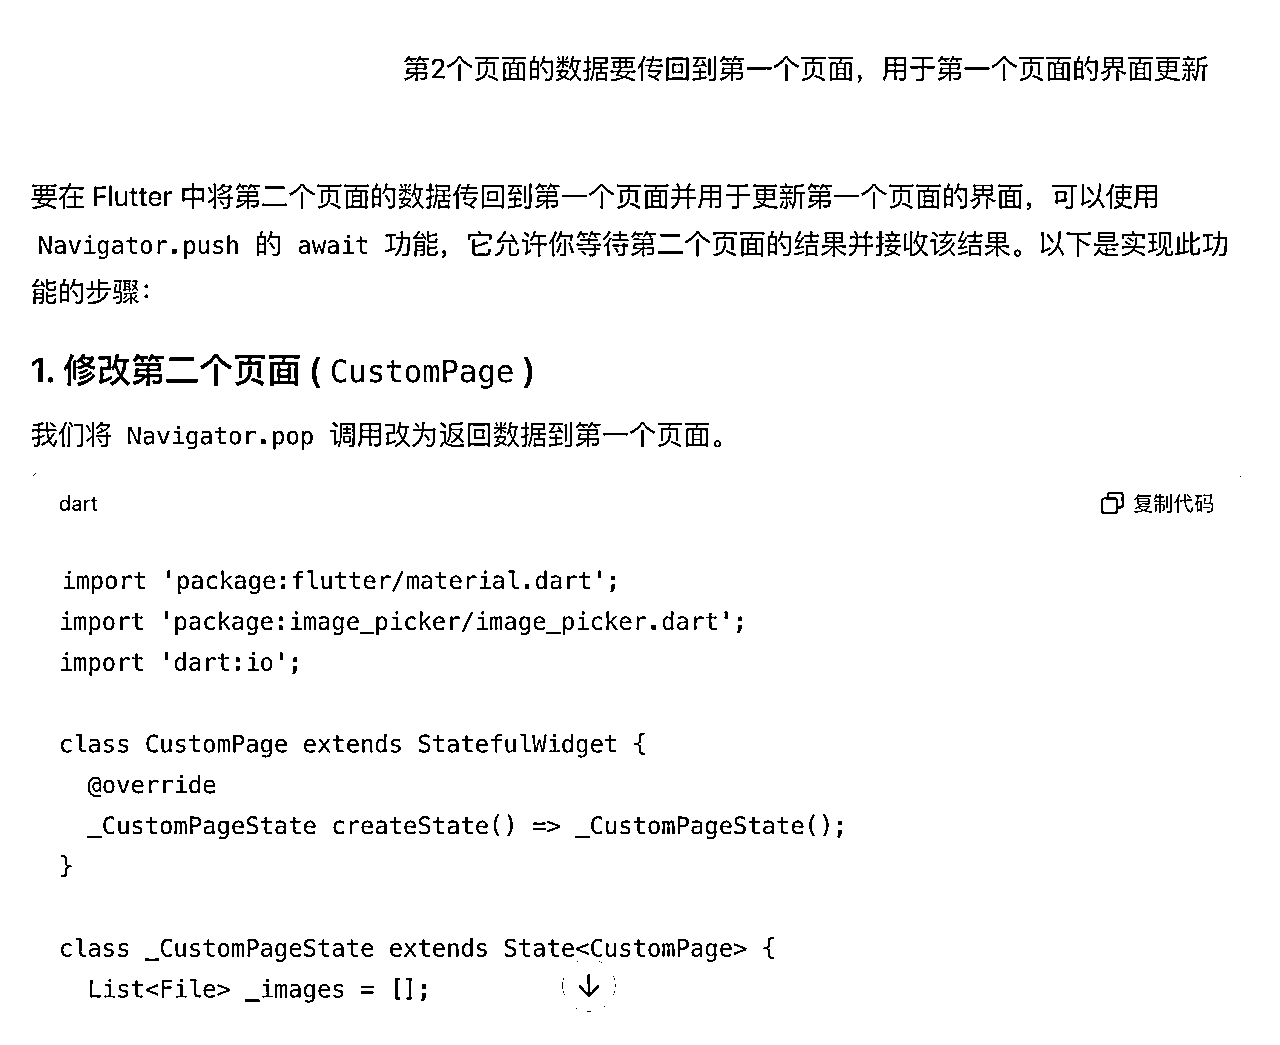 第2个页面的数据要传回到第一个页面，用于第一个页面的界面更新
要在 Flutter 中将第二个页面的数据传回到第一个页面并用于更新第一个页面的界面，可以使用
Navigator.push 的 await 功能，它允许你等待第二个页面的结果并接收该结果。以下是实现此功
能的步骤：
1. 修改第二个页面 ( CustomPage )
我们将 Navigator.pop 调用改为返回数据到第一个页面。
dart 复制代码
import 'package:flutter/material.dart';
import 'package:image_picker/image_picker.dart';
import 'dart:io';
class CustomPage extends StatefulWidget {
  @override
  _CustomPageState createState() => _CustomPageState();
}
class _CustomPageState extends State<CustomPage> {
  List<File> _images = [];